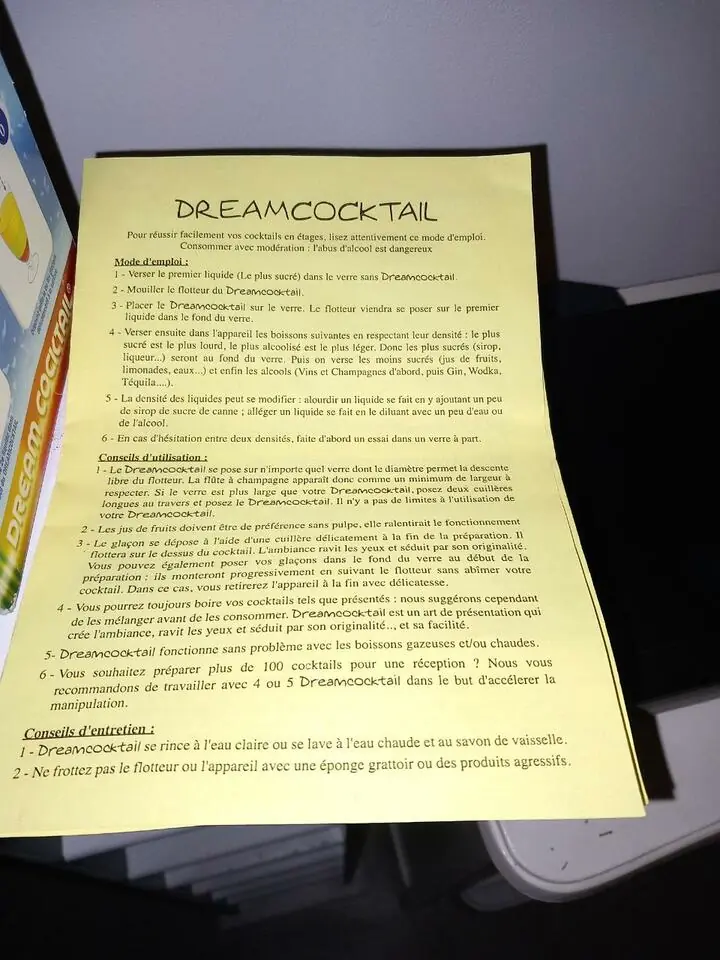 DREAMCOCKTAIL
Pour réussir facilement vos cocktails en étages, lisez attentivement ce mode d'emploi.
Consommer avec modération : l'abus d'alcool est dangereux
Mode d'emploi :
1 - Verser le premier liquide (Le plus sucré) dans le verre sans Dreamcocktail.
2 - Mouiller le flotteur du Dreamcocktail.
3 - Placer le Dreamcocktail sur le verre. Le flotteur viendra se poser sur le premier
liquide dans le fond du verre.
4 - Verser ensuite dans l'appareil les boissons suivantes en respectant leur densité : le plus
sucré est le plus lourd, le plus alcoolisé est le plus léger. Donc les plus sucrés (sirop,
liqueur...) seront au fond du verre. Puis on verse les moins sucrés (jus de fruits,
limonades, eaux...) et enfin les alcools (Vins et Champagnes d'abord, puis Gin, Wodka,
Téquila....).
5 - La densité des liquides peut se modifier : alourdir un liquide se fait en y ajoutant un peu
de sirop de sucre de canne ; alléger un liquide se fait en le diluant avec un peu d'eau ou
de l'alcool.
6 - En cas d'hésitation entre deux densités, faite d'abord un essai dans un verre à part.
Conseils d'utilisation :
1 - Le Dreamcocktail se pose sur n'importe quel verre dont le diamètre permet la descente
libre du flotteur. La flûte à champagne apparaît donc comme un minimum de largeur à
respecter. Si le verre est plus large que votre Dreamcocktail, posez deux cuillères
longues au travers et posez le Dreamcocktail. Il n'y a pas de limites à l'utilisation de
votre Dreamcocktail.
2 - Les jus de fruits doivent être de préférence sans pulpe, elle ralentirait le fonctionnement
3 - Le glaçon se dépose à l'aide d'une cuillère délicatement à la fin de la préparation. Il
flottera sur le dessus du cocktail. L'ambiance ravit les yeux et séduit par son originalité.
Vous pouvez également poser vos glaçons dans le fond du verre au début de la
préparation : ils monteront progressivement en suivant le flotteur sans abîmer votre
cocktail. Dans ce cas, vous retirerez l'appareil à la fin avec délicatesse.
4 - Vous pourrez toujours boire vos cocktails tels que présentés : nous suggérons cependant
de les mélanger avant de les consommer. Dreamcocktail est un art de présentation qui
crée l'ambiance, ravit les yeux et séduit par son originalité.., et sa facilité.
5- Dreamcocktail fonctionne sans problème avec les boissons gazeuses et/ou chaudes.
6 - Vous souhaitez préparer plus de 100 cocktails pour une réception ? Nous vous
recommandons de travailler avec 4 ou 5 Dreamcocktail dans le but d'accélerer la
manipulation.
Conseils d'entretien :
1 - Dreamcocktail se rince à l'eau claire ou se lave à l'eau chaude et au savon de vaisselle.
2 - Ne frottez pas le flotteur ou l'appareil avec une éponge grattoir ou des produits agressifs.
DREAM COCKTAIL